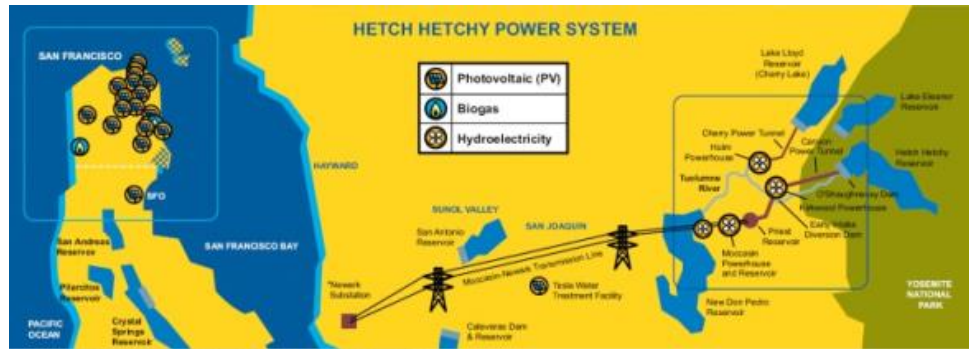 HETCH HETCHY POWER SYSTEM
SAN FRANCISCO
Photovoltaic (PV)
Biogas
Hydroelectricity
Lake Lloyd
Reservoir
(Cherry Lake)
Lake Eleanor
Reservoir
Cherry Power Tunnel
Canyon
Power Tunnel
Holm
Powerhouse
Hetch Hetchy
Reservoir
HAYWARD
Tuolumne
River
O'Shaughnessy Dam
Kirkwood Powerhouse
SFO
SUNOL VALLEY
SAN JOAQUIN
Early Intake
Diversion Dam
Priest
Reservoir
San Andreas
Reservoir
SAN FRANCISCO BAY
San Antonio
Reservoir
Moccasin-Newark Transmission Line
Moccasin
Powerhouse
and Reservoir
Pilarcitos
Reservoir
*Newark
Substation
Tesla Water
Treatment Facility
YOSEMITE
NATIONAL
PARK
New Don Pedro
Reservoir
PACIFIC
OCEAN
Crystal
Springs
Reservoir
Calaveras Dam
& Reservoir